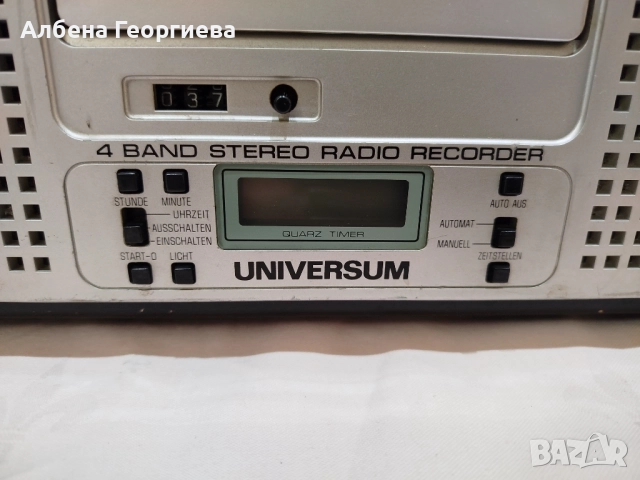 Албена Георгиева
037
4 BAND STEREO RADIO RECORDER
STUNDE MINUTE
UHRZEIT
AUSSCHALTEN
EINSCHALTEN
START-0 LICHT
QUARZ TIMER
UNIVERSUM
AUTO AUS
AUTOMAT
MANUELL
ZEITSTELLEN
BAZAR